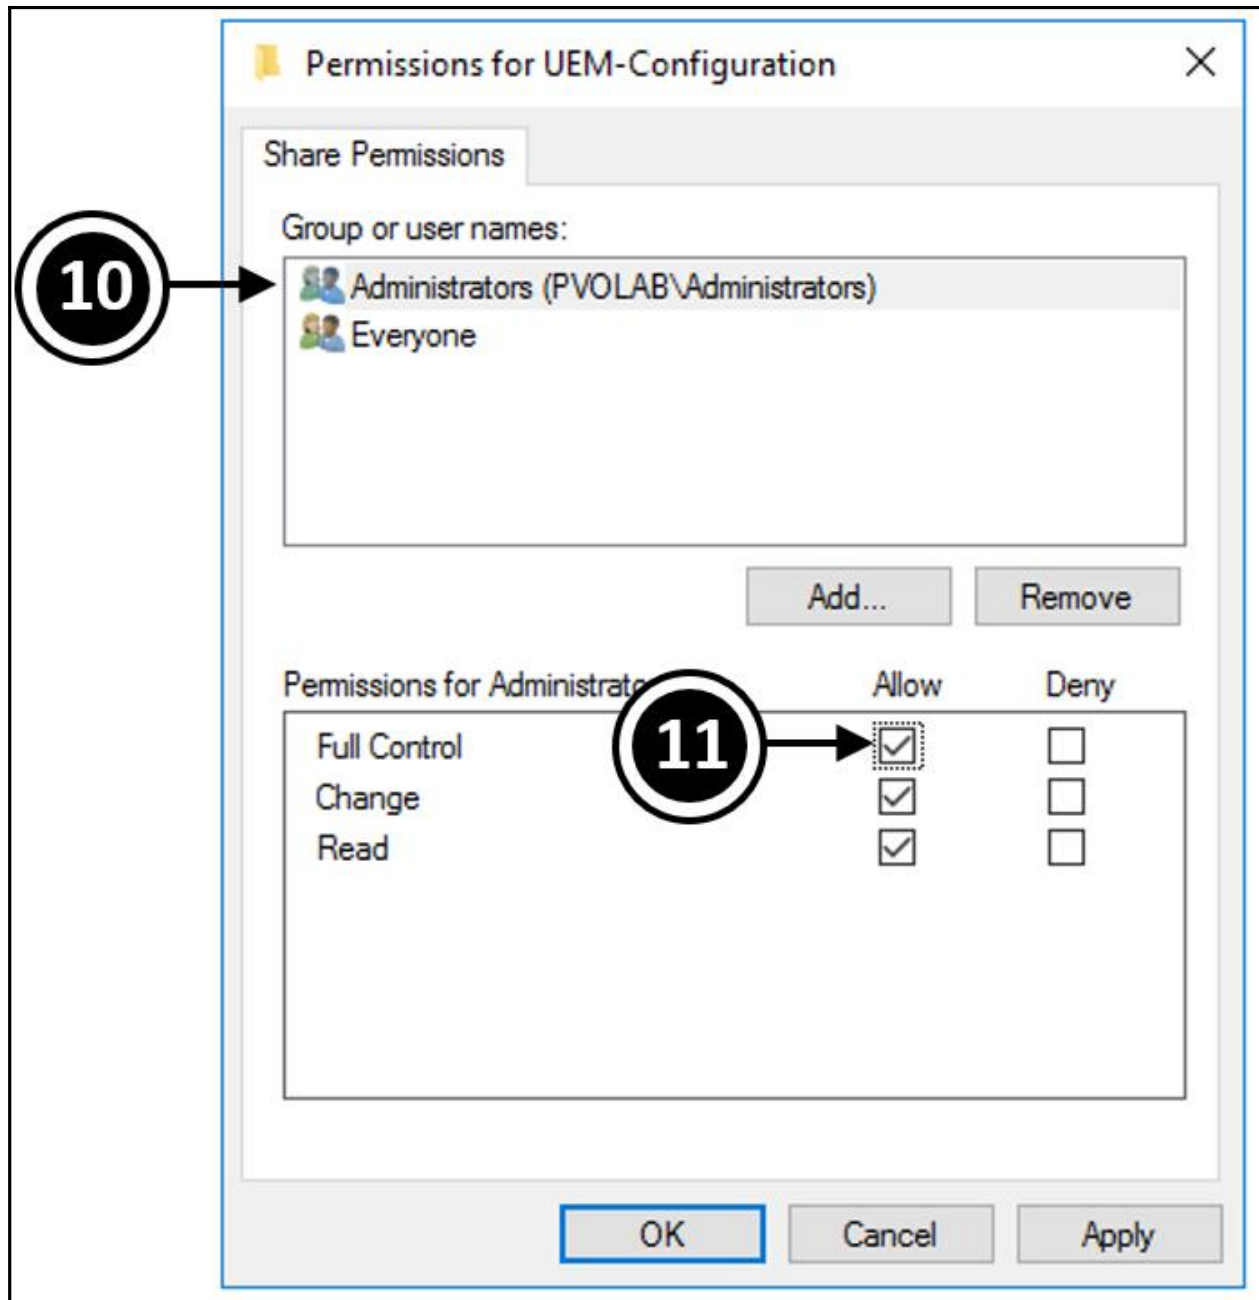 Permissions for UEM-Configuration
Share Permissions
Group or user names:
10
Administrators (PVOLAB\Administrators)
Everyone
Add...
Remove
Permissions for Administrato
Allow
Deny
Full Control
11
Change
Read
OK
Cancel
Apply